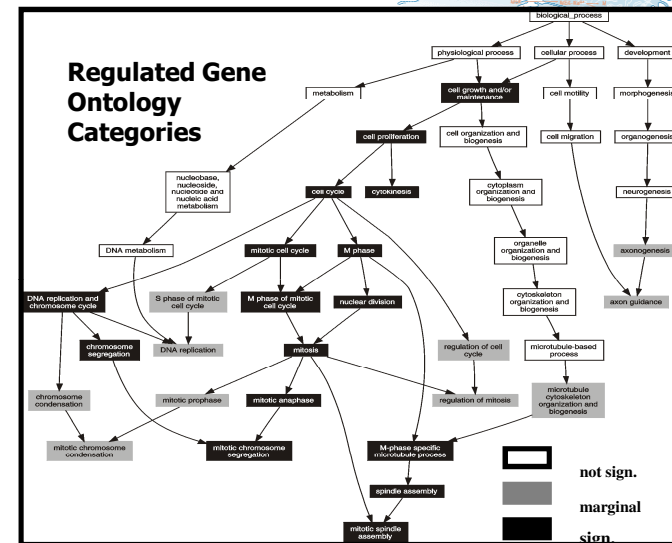 biological_process
physiological process
cellular process
development
Regulated Gene
Ontology
Categories
metabolism
cell growth and/or
maintenance
cell motility
morphogenesis
cell proliferation
cell organization and
biogenesis
cell migration
organogenesis
nucleobase,
nucleoside,
nucleotide and
nucleic acid
metabolism
cell cycle
cytokinesis
cytoplasm
organization and
biogenesis
neurogenesis
DNA metabolism
mitotic cell cycle
M phase
organelle
organization and
biogenesis
axonogenesis
DNA replication and
chromosome cycle
S phase of mitotic
cell cycle
M phase of mitotic
cell cycle
nuclear division
cytoskeleton
organization and
biogenesis
axon guidance
chromosome
segregation
DNA replication
mitosis
regulation of cell
cycle
microtubule-based
process
chromosome
condensation
mitotic prophase
mitotic anaphase
regulation of mitosis
microtubule
cytoskeleton
organization and
biogenesis
mitotic chromosome
condensation
mitotic chromosome
segregation
M-phase specific
microtubule process
not sign.
spindle assembly
marginal
mitotic spindle
assembly
sign.